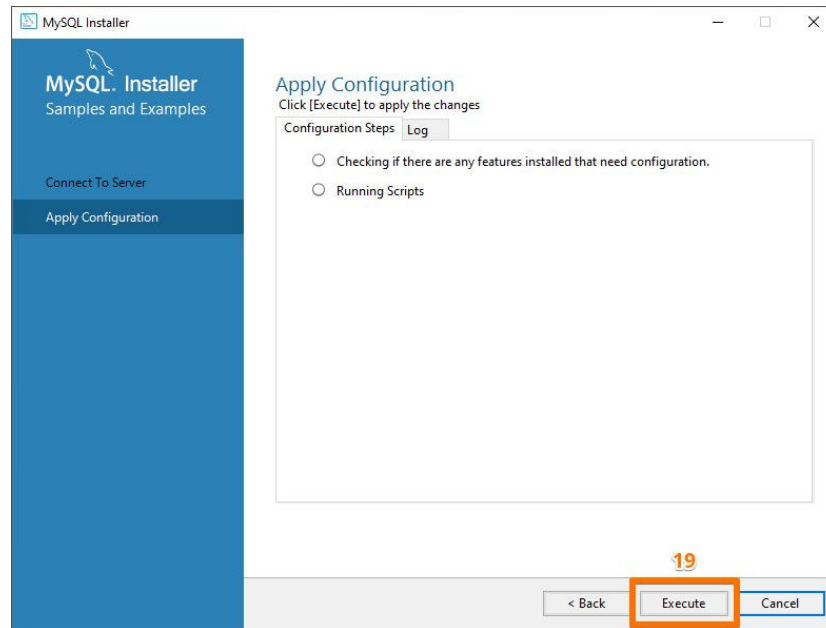 MySQL Installer
MySQL. Installer
Samples and Examples
Connect To Server
Apply Configuration
Apply Configuration
Click [Execute] to apply the changes
Configuration Steps Log
Checking if there are any features installed that need configuration.
Running Scripts
19
< Back Execute Cancel